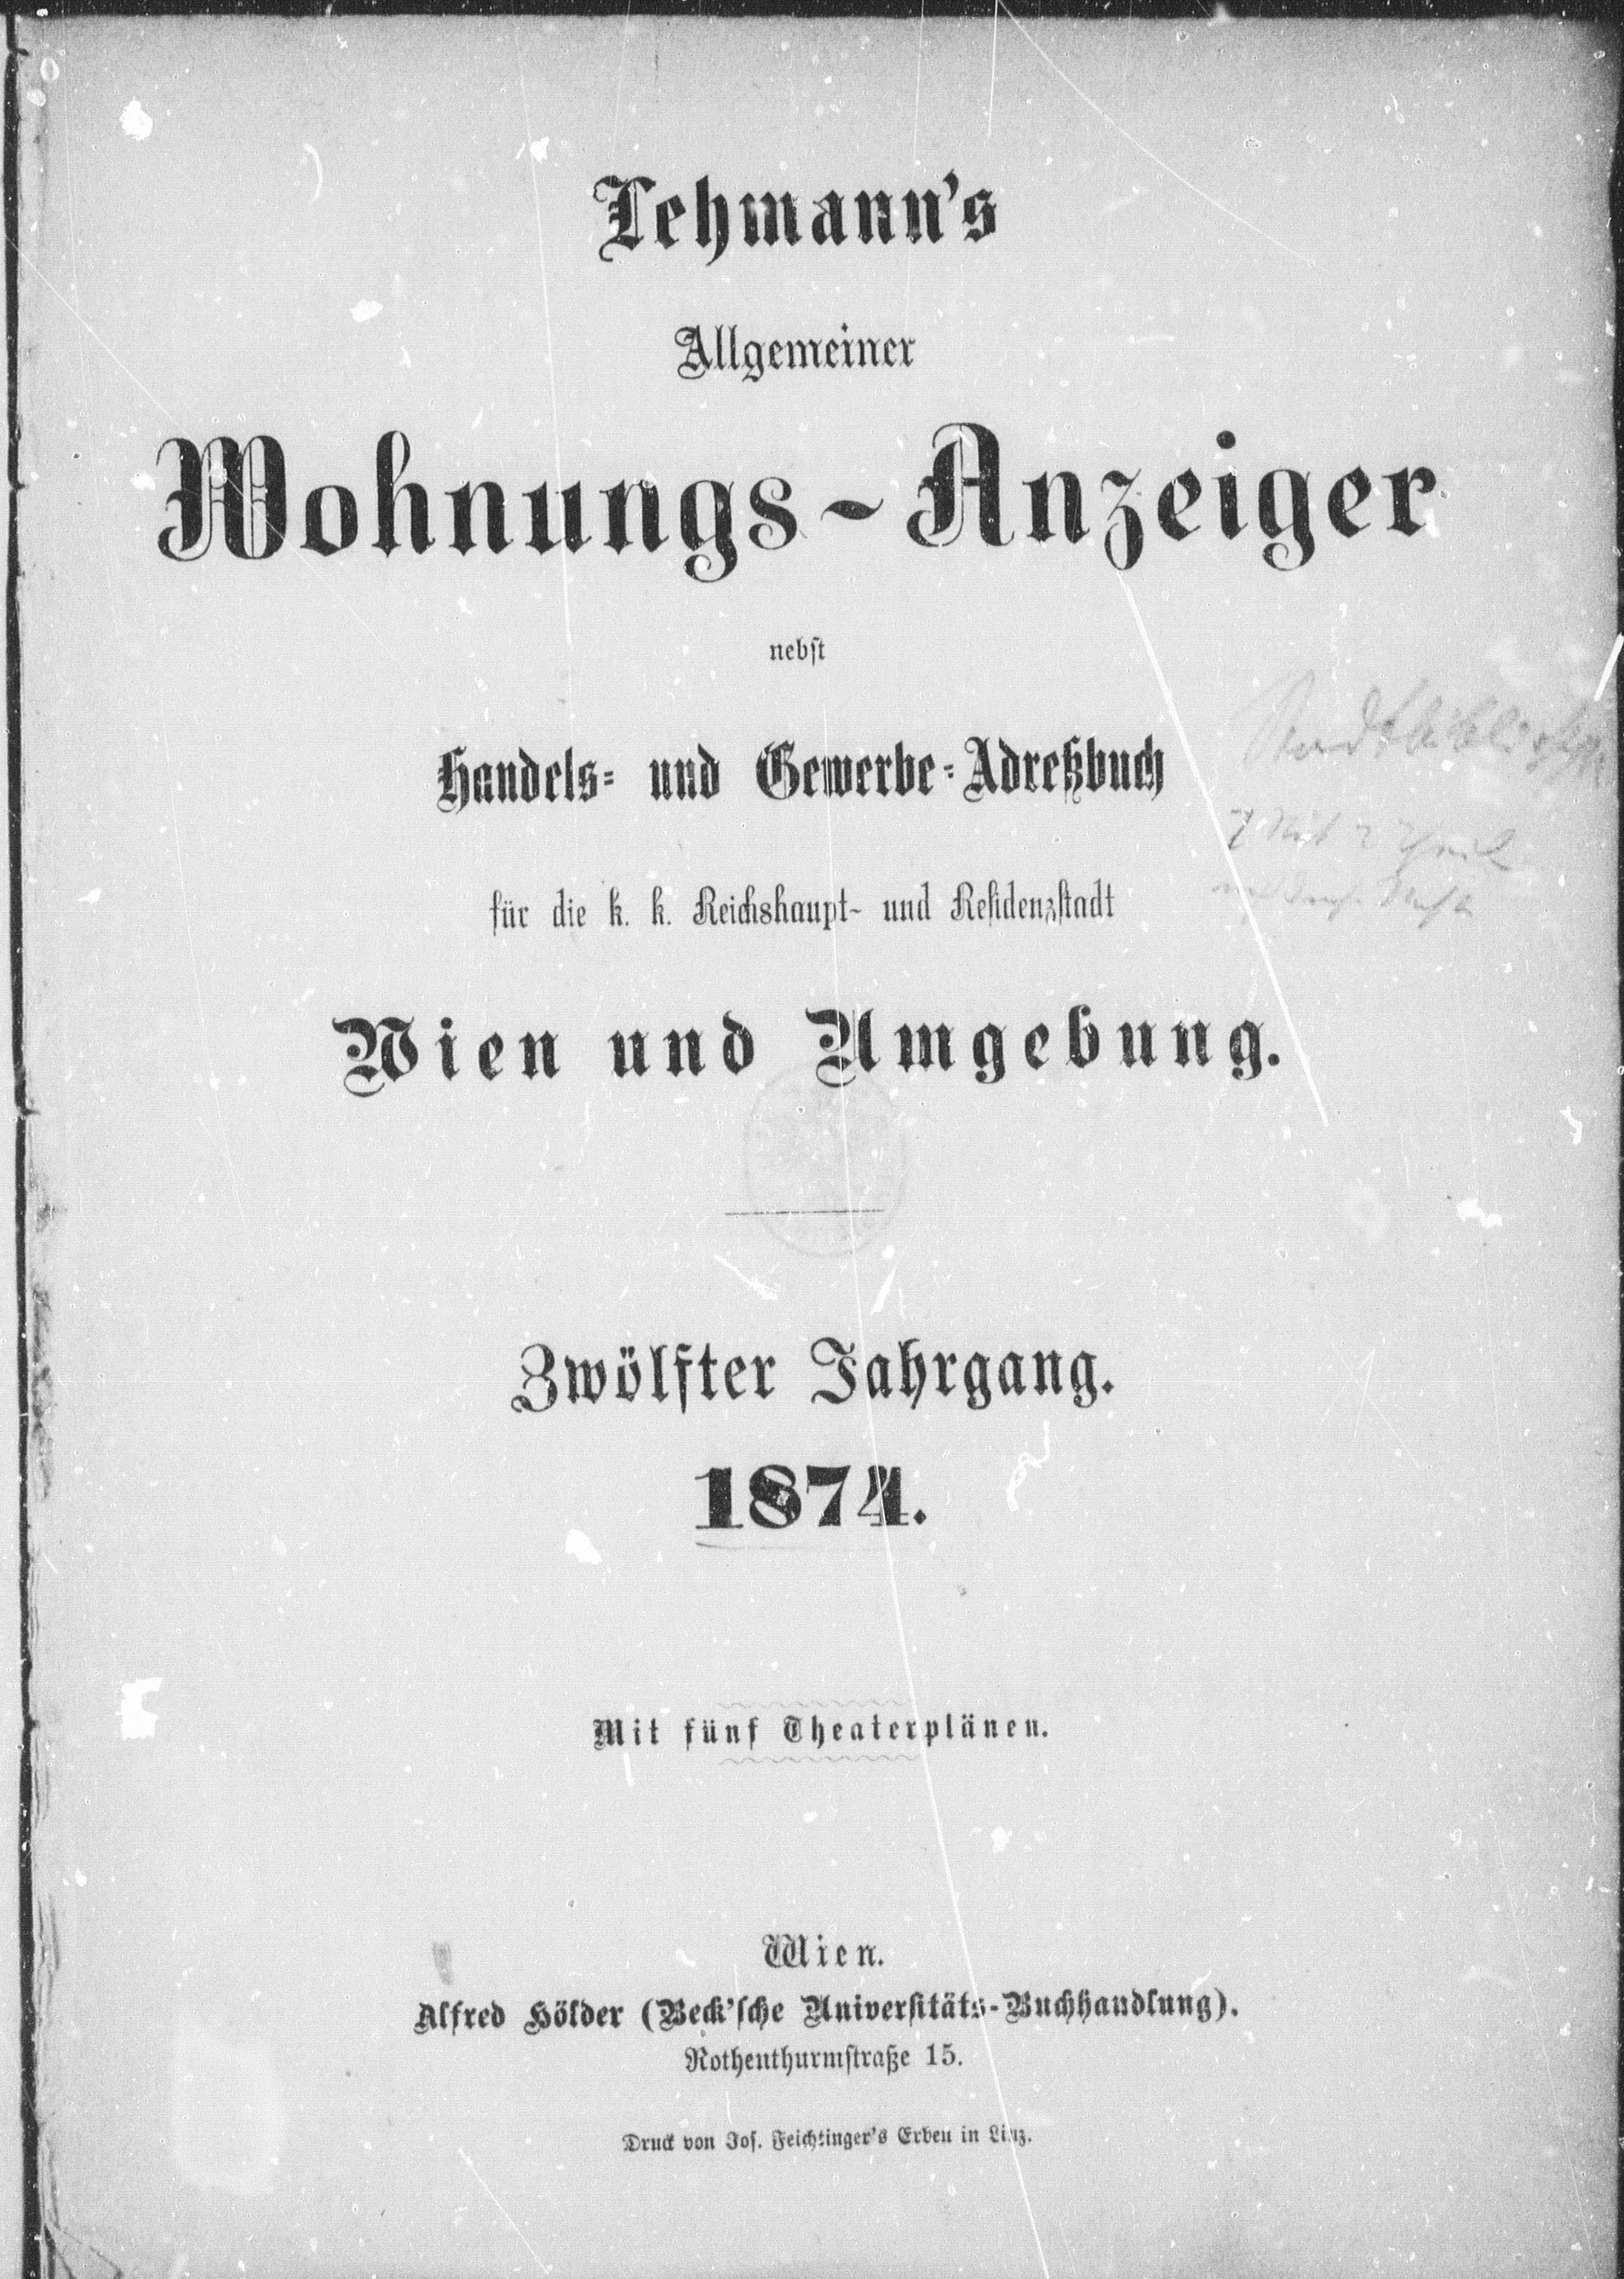 Lehmann's
Allgemeiner
Wohnungs-Anzeiger
nebst
Handels- und Gewerbe-Adreßbuch
für die k. k. Reichshaupt- und Residenzstadt
Wien und Umgebung.
Zwölfter Jahrgang.
1874.
Mit fünf Theaterplänen.
Wien.
Alfred Hölder (Beck'sche Universitäts-Buchhandlung).
Rothenthurmstraße 15.
Druck von Jos. Feichtinger's Erben in Linz.